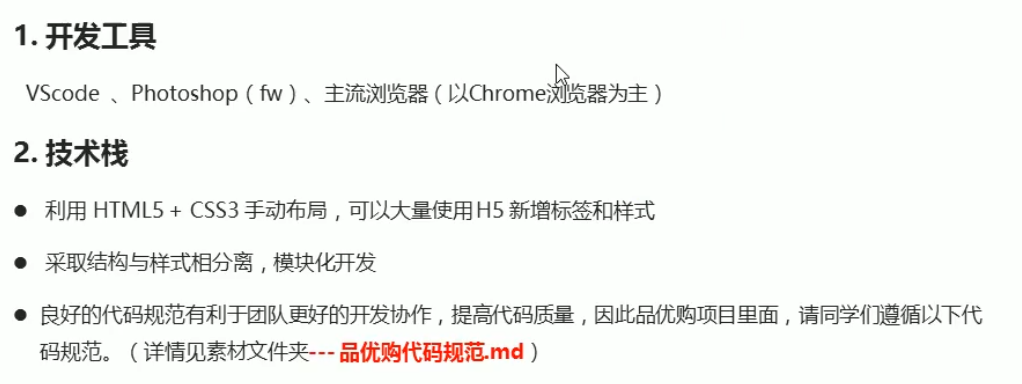 1. 开发工具
VScode 、Photoshop（fw）、主流浏览器（以Chrome浏览器为主）
2. 技术栈
● 利用 HTML5 + CSS3 手动布局，可以大量使用 H5 新增标签和样式
● 采取结构与样式相分离，模块化开发
● 良好的代码规范有利于团队更好的开发协作，提高代码质量，因此品优购项目里面，请同学们遵循以下代
码规范。（详情见素材文件夹--- 品优购代码规范.md）